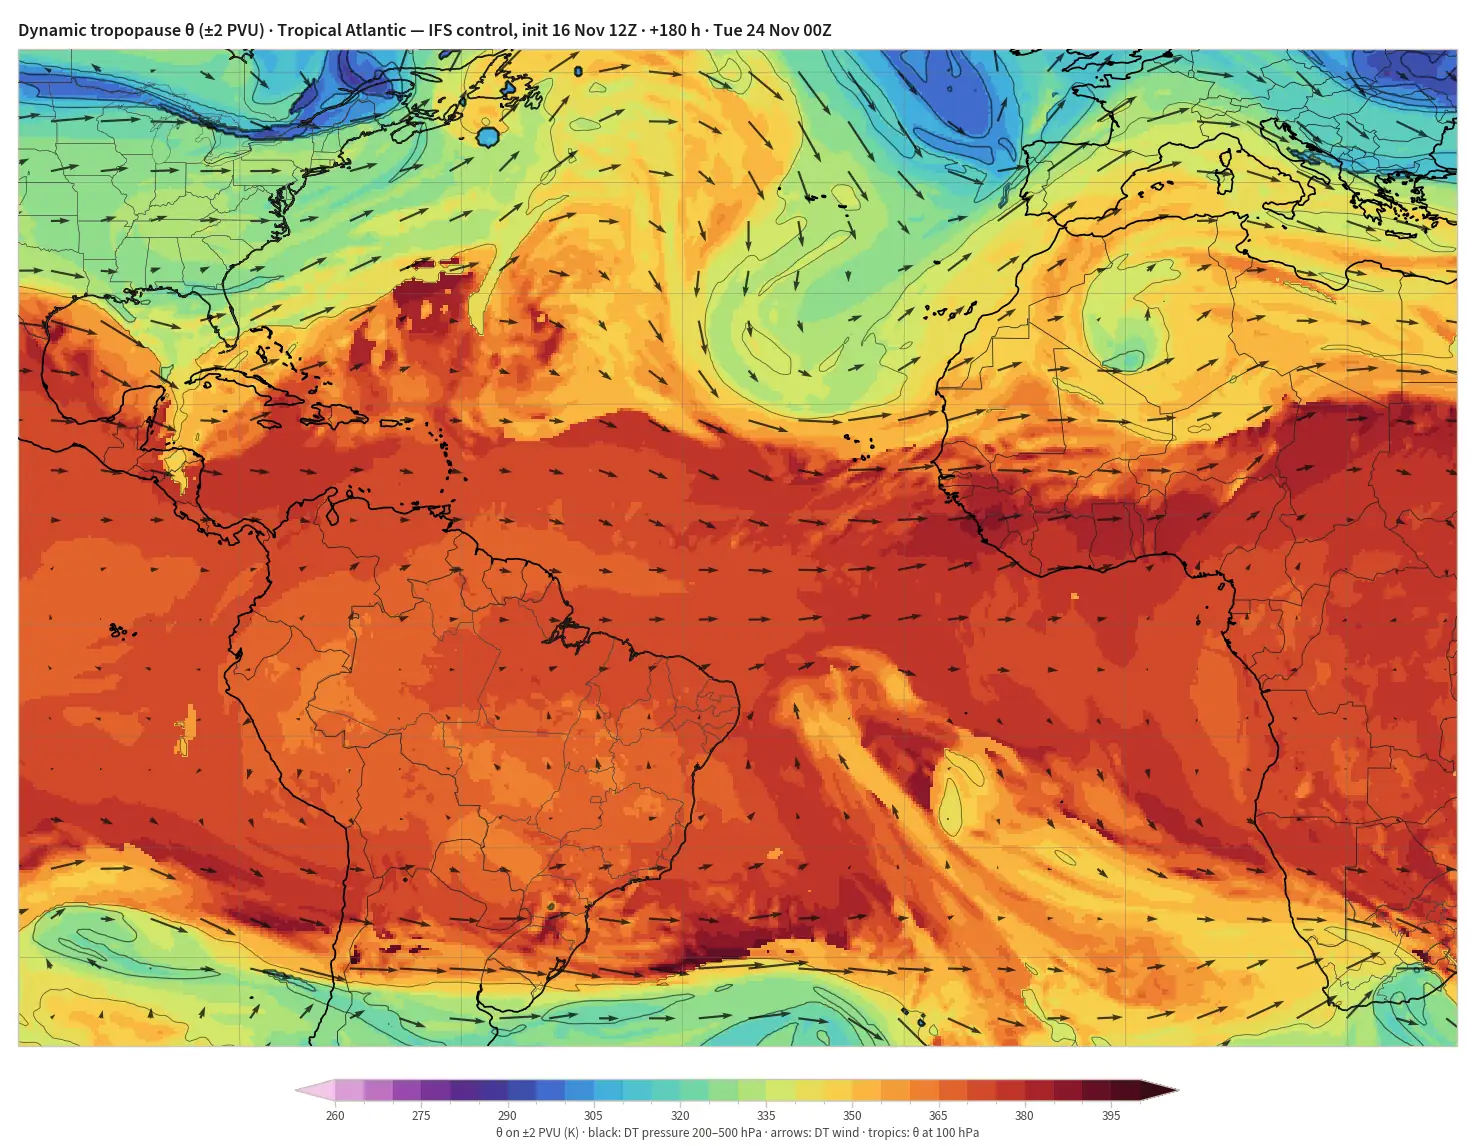 Dynamic tropopause θ (±2 PVU) · Tropical Atlantic — IFS control, init 16 Nov 12Z · +180 h · Tue 24 Nov 00Z
260 275 290 305 320 335 350 365 380 395
θ on ±2 PVU (K) · black: DT pressure 200–500 hPa · arrows: DT wind · tropics: θ at 100 hPa